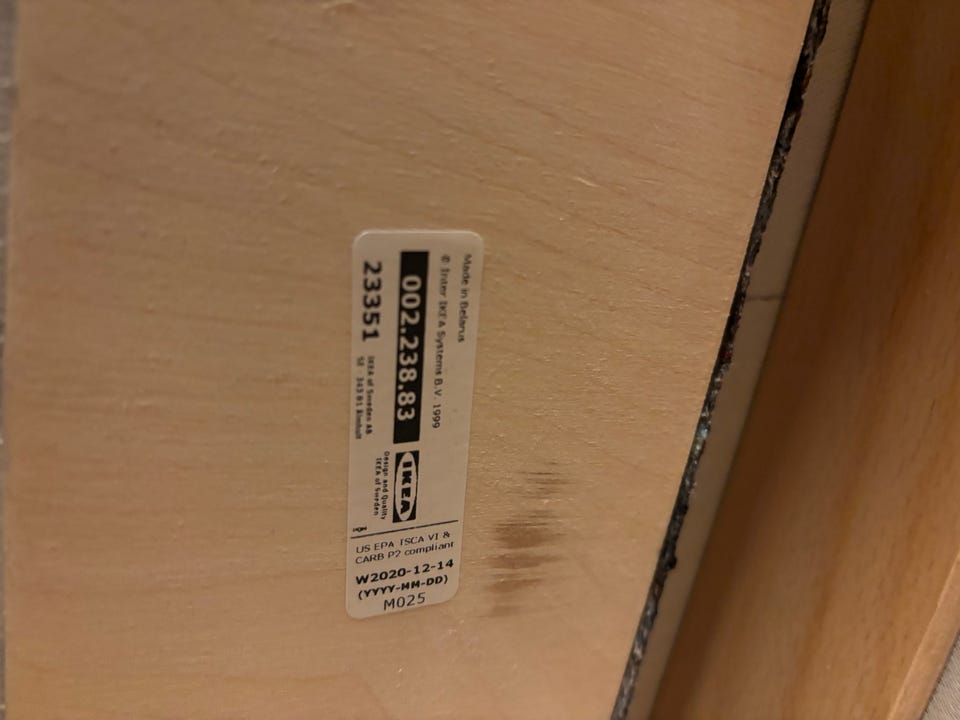 Made in Belarus
© Inter IKEA Systems B.V. 1999
002.238.83
23351
IKEA of Sweden AB
SE - 343 81 Älmhult
IKEA
Design and Quality
IKEA of Sweden
US EPA TSCA VI &
CARB P2 compliant
W2020-12-14
(YYYY-MM-DD)
M025